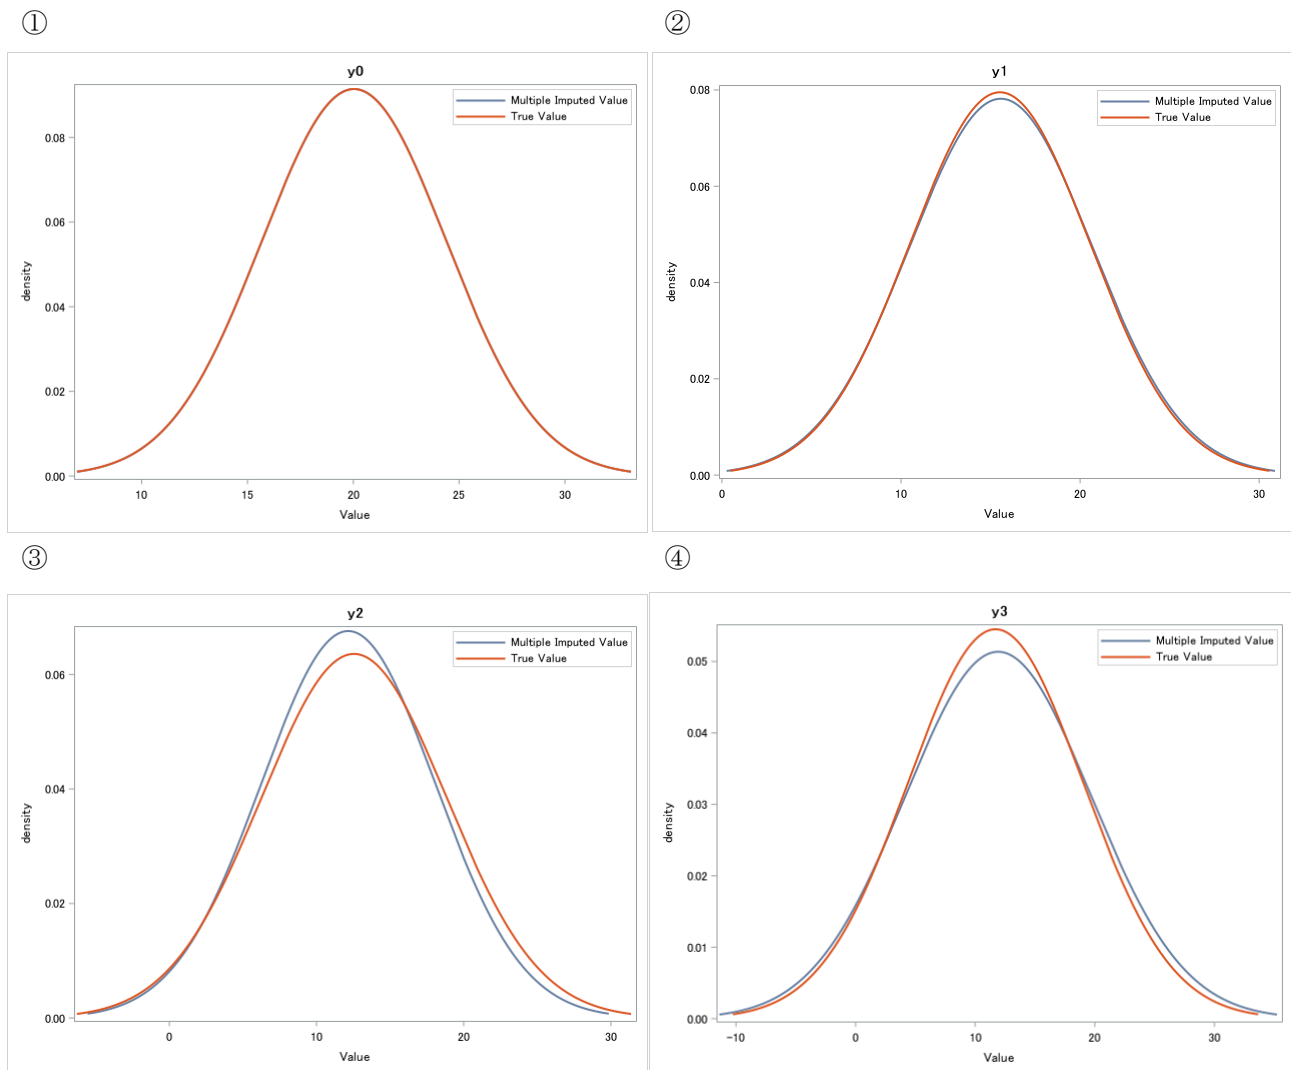 ①
y0
Multiple Imputed Value
True Value
density
0.08
0.06
0.04
0.02
0.00
10 15 20 25 30
Value
②
y1
Multiple Imputed Value
True Value
density
0.08
0.06
0.04
0.02
0.00
0 10 20 30
Value
③
y2
Multiple Imputed Value
True Value
density
0.06
0.04
0.02
0.00
0 10 20 30
Value
④
y3
Multiple Imputed Value
True Value
density
0.05
0.04
0.03
0.02
0.01
0.00
-10 0 10 20 30
Value